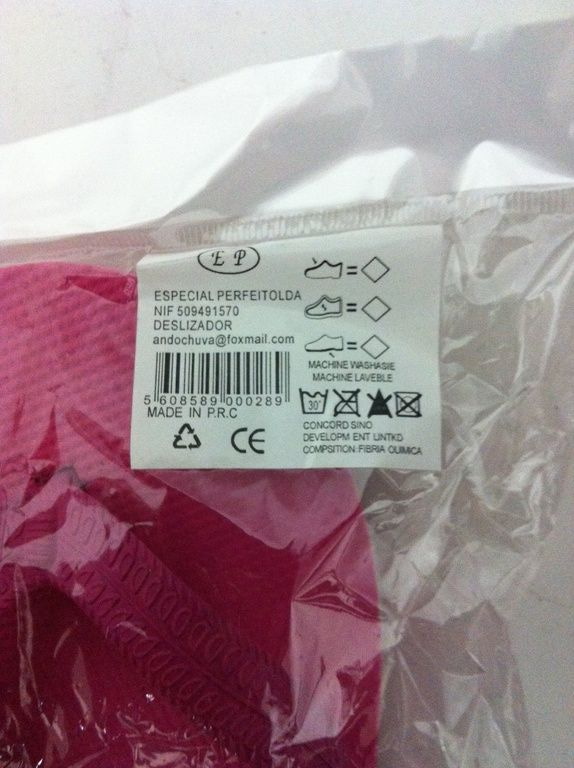 E P
ESPECIAL PERFEITOLDA
NIF 509491570
DESLIZADOR
andochuva@foxmail.com
5 608589 000289
MADE IN P.R.C
CE
=
=
=
MACHINE WASHASIE
MACHINE LAVEBLE
30°
CONCORD SINO
DEVELOPM ENT LINTKD
COMPSITION: FIBRIA QUIMICA